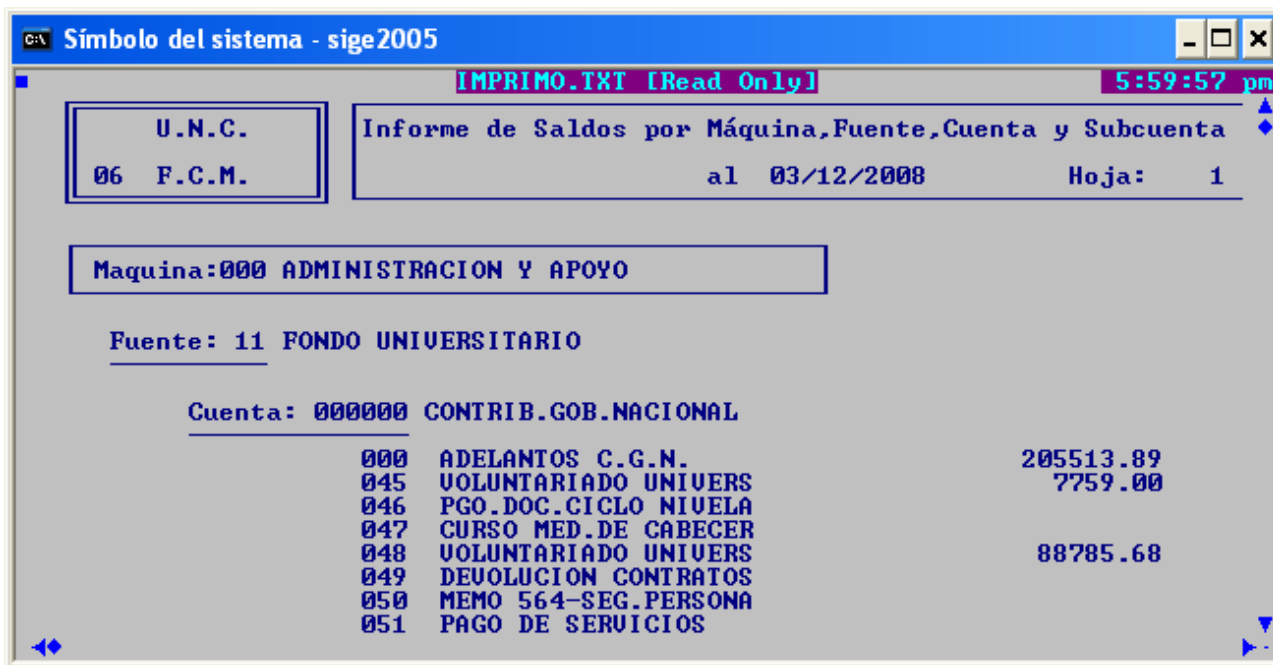 Símbolo del sistema - sige2005
IMPRIMO.TXT [Read Only] 5:59:57 pm
U.N.C. Informe de Saldos por Máquina,Fuente,Cuenta y Subcuenta
06 F.C.M. al 03/12/2008 Hoja: 1
Maquina:000 ADMINISTRACION Y APOYO
Fuente: 11 FONDO UNIVERSITARIO
Cuenta: 000000 CONTRIB.GOB.NACIONAL
000 ADELANTOS C.G.N. 205513.89
045 VOLUNTARIADO UNIVERS 7759.00
046 PGO.DOC.CICLO NIVELA
047 CURSO MED.DE CABECER
048 VOLUNTARIADO UNIVERS 88785.68
049 DEVOLUCION CONTRATOS
050 MEMO 564-SEG.PERSONA
051 PAGO DE SERVICIOS